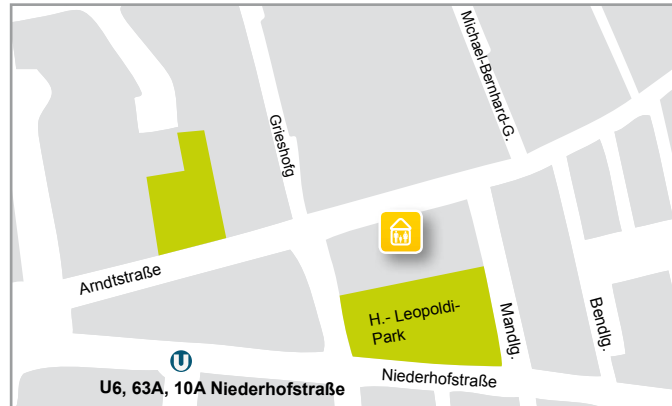 Michael-Bernhard-G.
Grieshofg
Arndtstraße
H.- Leopoldi-
Park
Mandlg.
Bendlg.
Niederhofstraße
U
U6, 63A, 10A Niederhofstraße